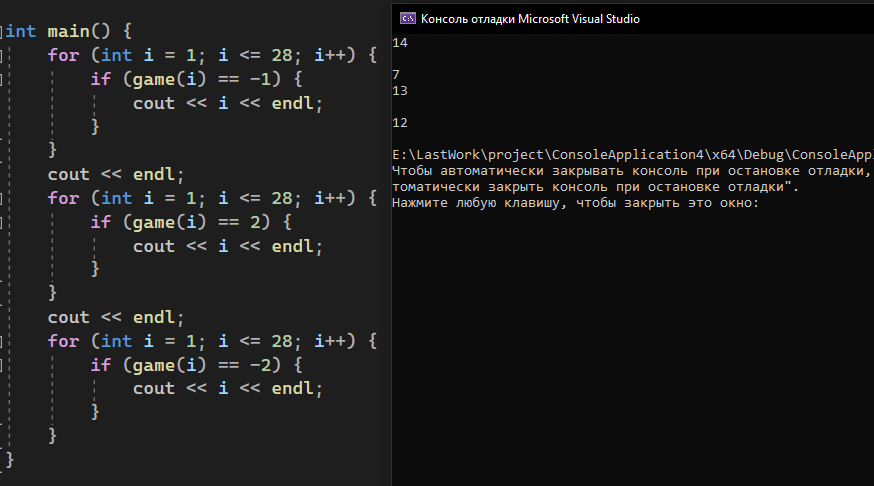 int main() {
for (int i = 1; i <= 28; i++) {
if (game(i) == -1) {
cout << i << endl;
}
}
cout << endl;
for (int i = 1; i <= 28; i++) {
if (game(i) == 2) {
cout << i << endl;
}
}
cout << endl;
for (int i = 1; i <= 28; i++) {
if (game(i) == -2) {
cout << i << endl;
}
}
}
Консоль отладки Microsoft Visual Studio
14
7
13
12
E:\LastWork\project\ConsoleApplication4\x64\Debug\ConsoleAppl
Чтобы автоматически закрывать консоль при остановке отладки,
томатически закрыть консоль при остановке отладки".
Нажмите любую клавишу, чтобы закрыть это окно: